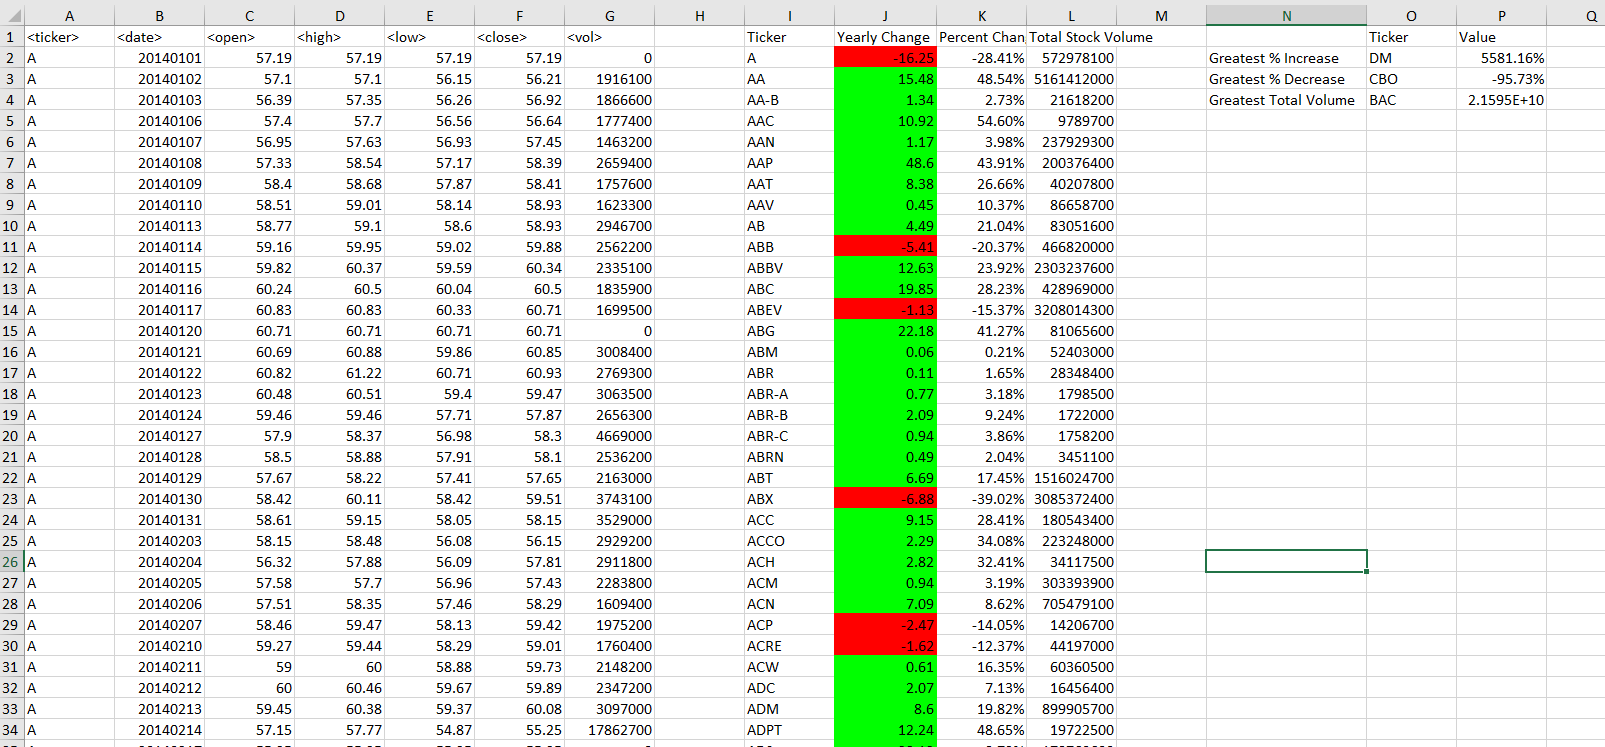 A B C D E F G H I J K L M N O P Q
1 <ticker> <date> <open> <high> <low> <close> <vol> Ticker Yearly Change Percent Chan Total Stock Volume Ticker Value
2 A 20140101 57.19 57.19 57.19 57.19 0 A -16.25 -28.41% 572978100 Greatest % Increase DM 5581.16%
3 A 20140102 57.1 57.1 56.15 56.21 1916100 AA 15.48 48.54% 5161412000 Greatest % Decrease CBO -95.73%
4 A 20140103 56.39 57.35 56.26 56.92 1866600 AA-B 1.34 2.73% 21618200 Greatest Total Volume BAC 2.1595E+10
5 A 20140106 57.4 57.7 56.56 56.64 1777400 AAC 10.92 54.60% 9789700
6 A 20140107 56.95 57.63 56.93 57.45 1463200 AAN 1.17 3.98% 237929300
7 A 20140108 57.33 58.54 57.17 58.39 2659400 AAP 48.6 43.91% 200376400
8 A 20140109 58.4 58.68 57.87 58.41 1757600 AAT 8.38 26.66% 40207800
9 A 20140110 58.51 59.01 58.14 58.93 1623300 AAV 0.45 10.37% 86658700
10 A 20140113 58.77 59.1 58.6 58.93 2946700 AB 4.49 21.04% 83051600
11 A 20140114 59.16 59.95 59.02 59.88 2562200 ABB -5.41 -20.37% 466820000
12 A 20140115 59.82 60.37 59.59 60.34 2335100 ABBV 12.63 23.92% 2303237600
13 A 20140116 60.24 60.5 60.04 60.5 1835900 ABC 19.85 28.23% 428969000
14 A 20140117 60.83 60.83 60.33 60.71 1699500 ABEV -1.13 -15.37% 3208014300
15 A 20140120 60.71 60.71 60.71 60.71 0 ABG 22.18 41.27% 81065600
16 A 20140121 60.69 60.88 59.86 60.85 3008400 ABM 0.06 0.21% 52403000
17 A 20140122 60.82 61.22 60.71 60.93 2769300 ABR 0.11 1.65% 28348400
18 A 20140123 60.48 60.51 59.4 59.47 3063500 ABR-A 0.77 3.18% 1798500
19 A 20140124 59.46 59.46 57.71 57.87 2656300 ABR-B 2.09 9.24% 1722000
20 A 20140127 57.9 58.37 56.98 58.3 4669000 ABR-C 0.94 3.86% 1758200
21 A 20140128 58.5 58.88 57.91 58.1 2536200 ABRN 0.49 2.04% 3451100
22 A 20140129 57.67 58.22 57.41 57.65 2163000 ABT 6.69 17.45% 1516024700
23 A 20140130 58.42 60.11 58.42 59.51 3743100 ABX -6.88 -39.02% 3085372400
24 A 20140131 58.61 59.15 58.05 58.15 3529000 ACC 9.15 28.41% 180543400
25 A 20140203 58.15 58.48 56.08 56.15 2929200 ACCO 2.29 34.08% 223248000
26 A 20140204 56.32 57.88 56.09 57.81 2911800 ACH 2.82 32.41% 34117500
27 A 20140205 57.58 57.7 56.96 57.43 2283800 ACM 0.94 3.19% 303393900
28 A 20140206 57.51 58.35 57.46 58.29 1609400 ACN 7.09 8.62% 705479100
29 A 20140207 58.46 59.47 58.13 59.42 1975200 ACP -2.47 -14.05% 14206700
30 A 20140210 59.27 59.44 58.29 59.01 1760400 ACRE -1.62 -12.37% 44197000
31 A 20140211 59 60 58.88 59.73 2148200 ACW 0.61 16.35% 60360500
32 A 20140212 60 60.46 59.67 59.89 2347200 ADC 2.07 7.13% 16456400
33 A 20140213 59.45 60.38 59.37 60.08 3097000 ADM 8.6 19.82% 899905700
34 A 20140214 57.15 57.77 54.87 55.25 17862700 ADPT 12.24 48.65% 19722500